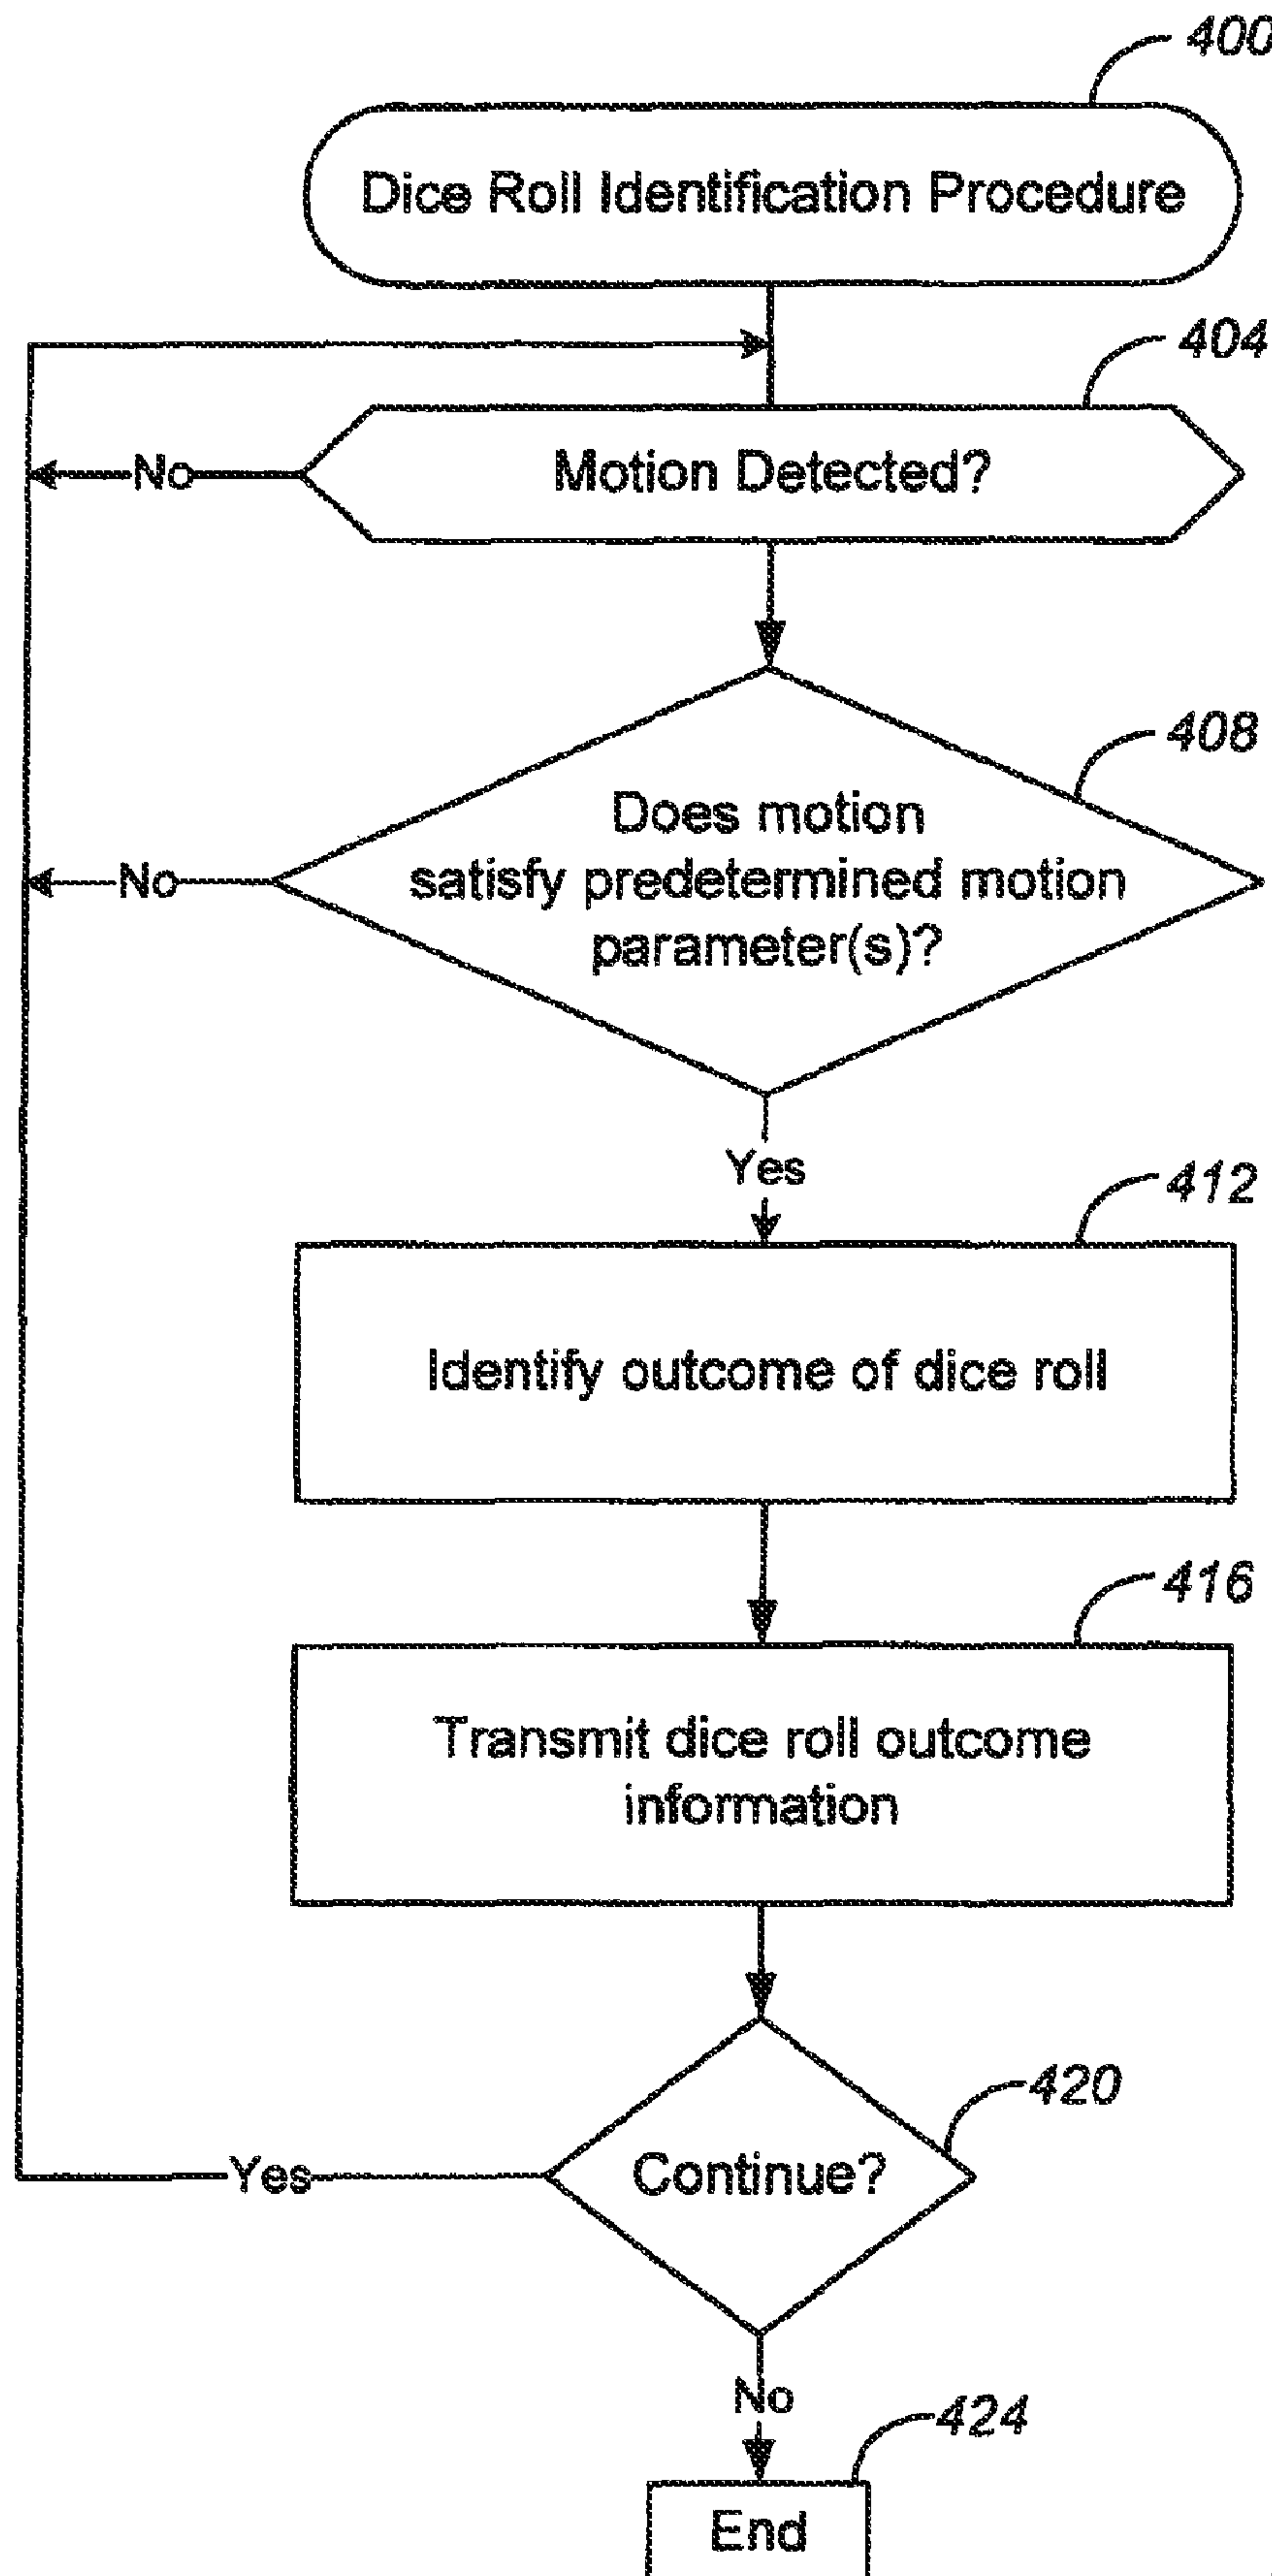 400
Dice Roll Identification Procedure
404
Motion Detected?
No
408
Does motion
satisfy predetermined motion
parameter(s)?
No
Yes
412
Identify outcome of dice roll
416
Transmit dice roll outcome
information
420
Continue?
Yes
No
424
End